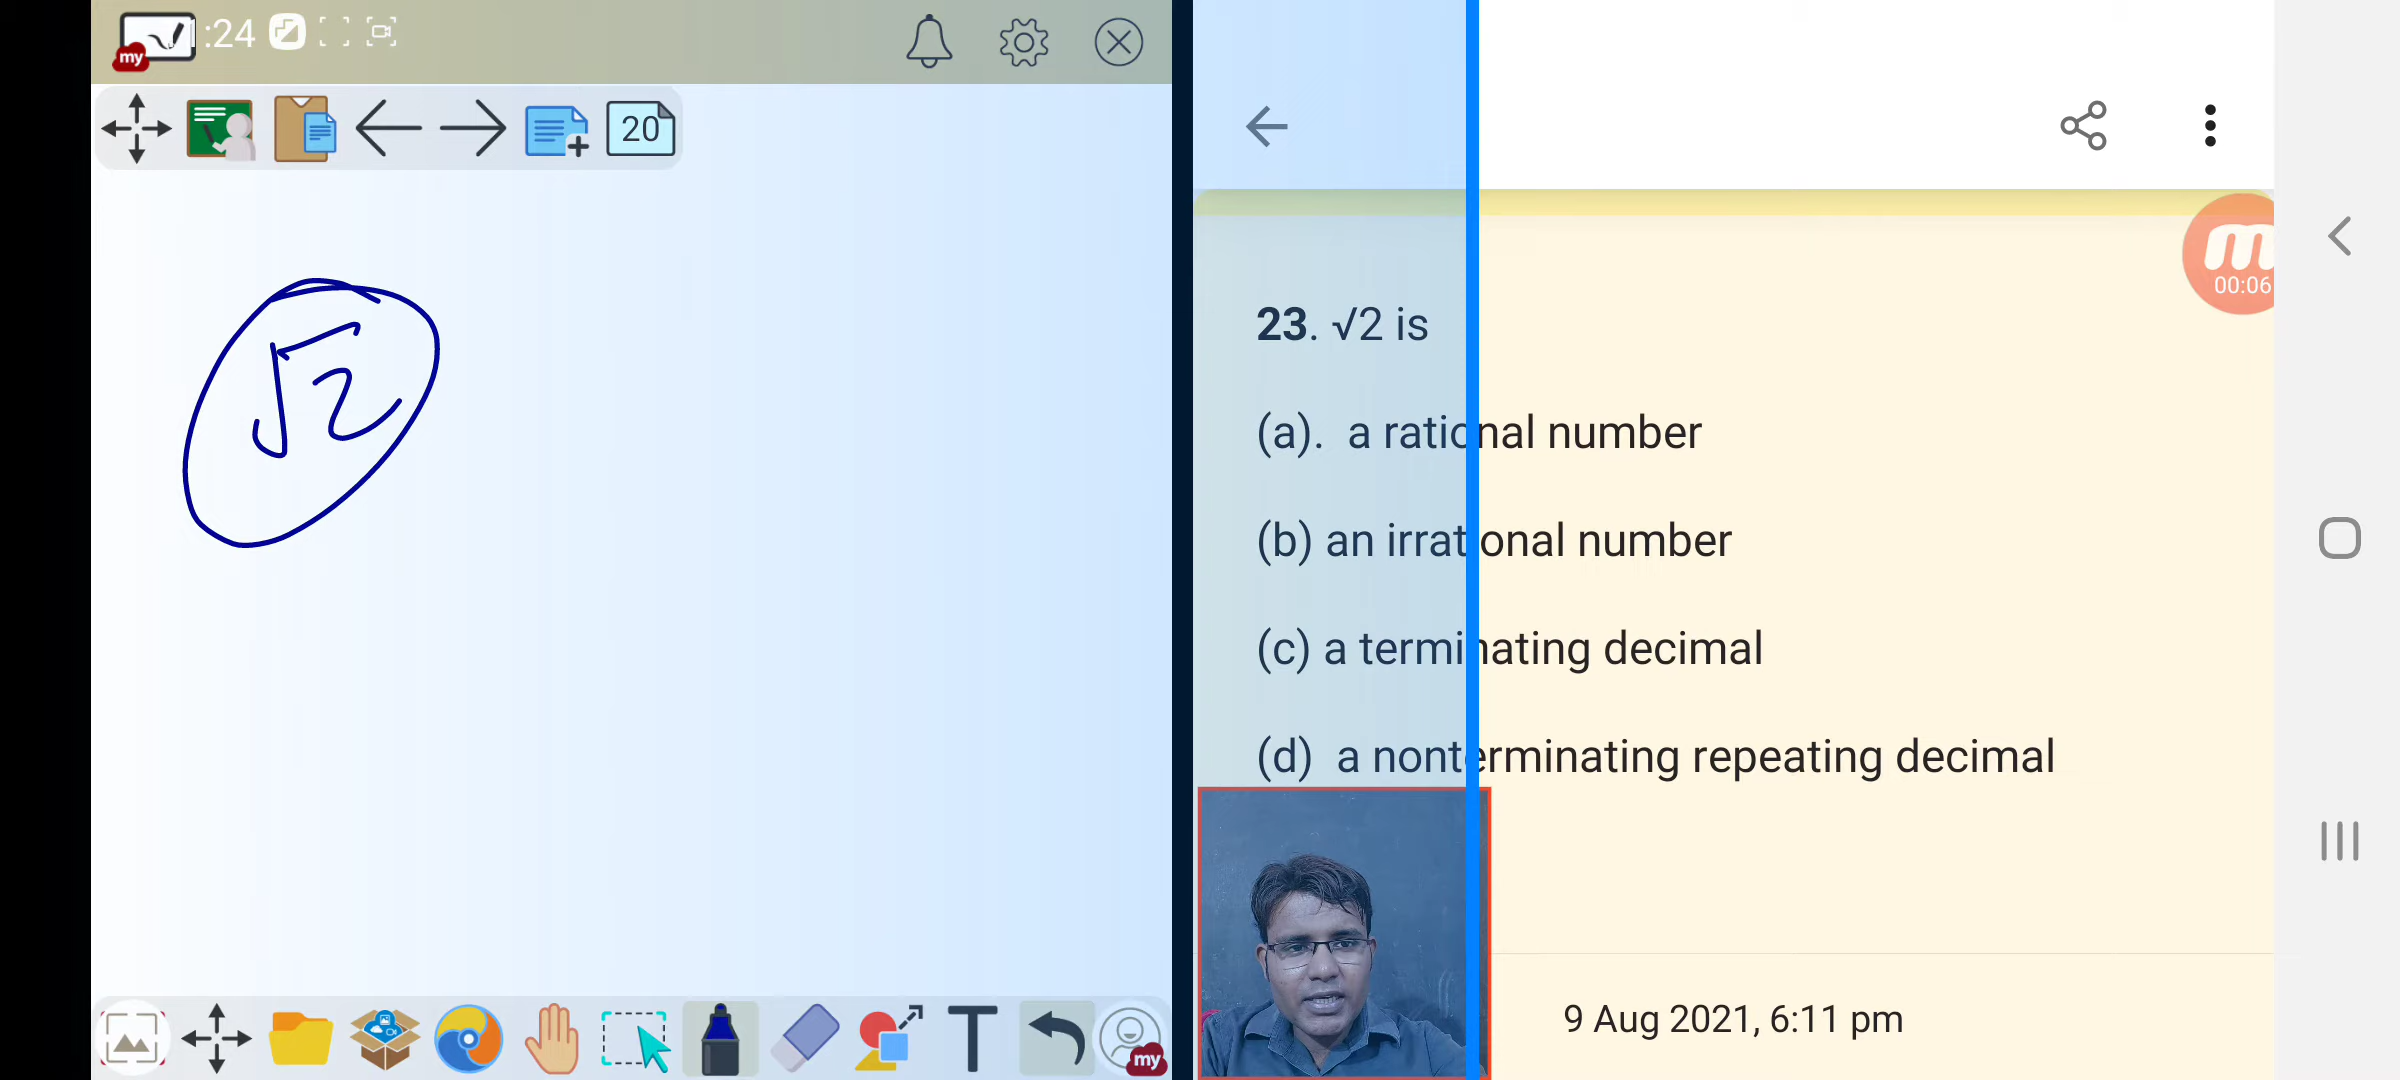 :24
my
20
√2
23. √2 is
(a). a rational number
(b) an irrational number
(c) a terminating decimal
(d) a nonterminating repeating decimal
00:06
9 Aug 2021, 6:11 pm
T
my